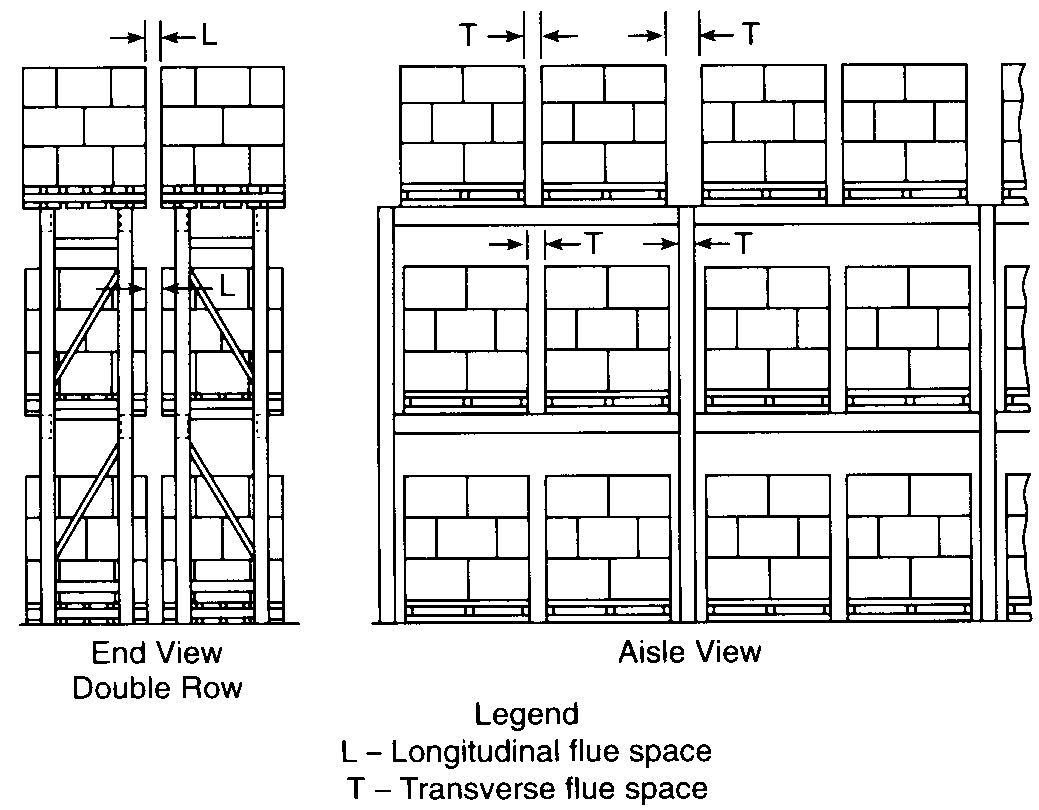 L
T
T
T
T
L
End View
Double Row
Aisle View
Legend
L – Longitudinal flue space
T – Transverse flue space